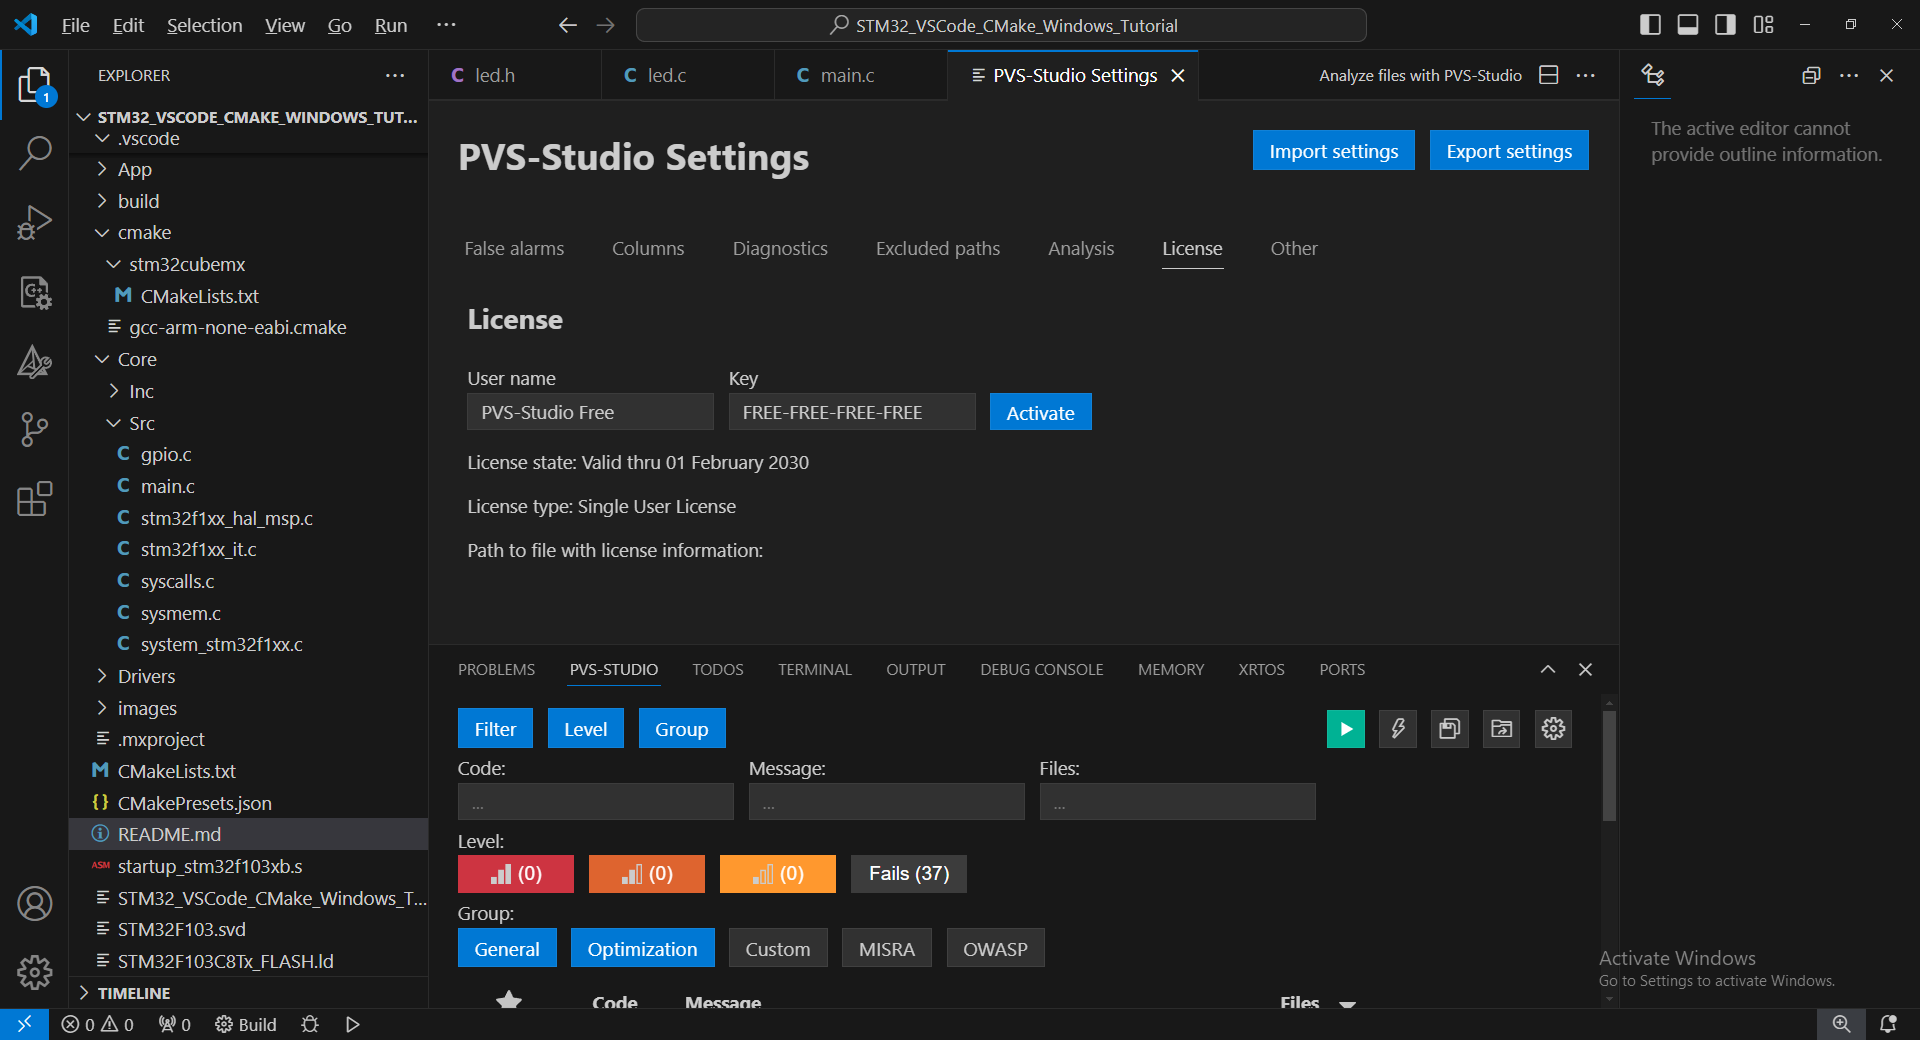 File Edit Selection View Go Run ··· STM32_VSCode_CMake_Windows_Tutorial
EXPLORER
1
STM32_VSCODE_CMAKE_WINDOWS_TUT...
.vscode
App
build
cmake
stm32cubemx
M CMakeLists.txt
gcc-arm-none-eabi.cmake
Core
Inc
Src
C gpio.c
C main.c
C stm32f1xx_hal_msp.c
C stm32f1xx_it.c
C syscalls.c
C sysmem.c
C system_stm32f1xx.c
Drivers
images
.mxproject
M CMakeLists.txt
{} CMakePresets.json
README.md
ASM startup_stm32f103xb.s
STM32_VSCode_CMake_Windows_T...
STM32F103.svd
STM32F103C8Tx_FLASH.ld
TIMELINE
C led.h C led.c C main.c PVS-Studio Settings Analyze files with PVS-Studio
PVS-Studio Settings
Import settings Export settings
False alarms Columns Diagnostics Excluded paths Analysis License Other
License
User name Key
PVS-Studio Free FREE-FREE-FREE-FREE Activate
License state: Valid thru 01 February 2030
License type: Single User License
Path to file with license information:
The active editor cannot
provide outline information.
PROBLEMS PVS-STUDIO TODOS TERMINAL OUTPUT DEBUG CONSOLE MEMORY XRTOS PORTS
Filter Level Group
Code: Message: Files:
... ... ...
Level:
(0) (0) (0) Fails (37)
Group:
General Optimization Custom MISRA OWASP
Code Message Files
Activate Windows
Go to Settings to activate Windows.
0 0 0 Build